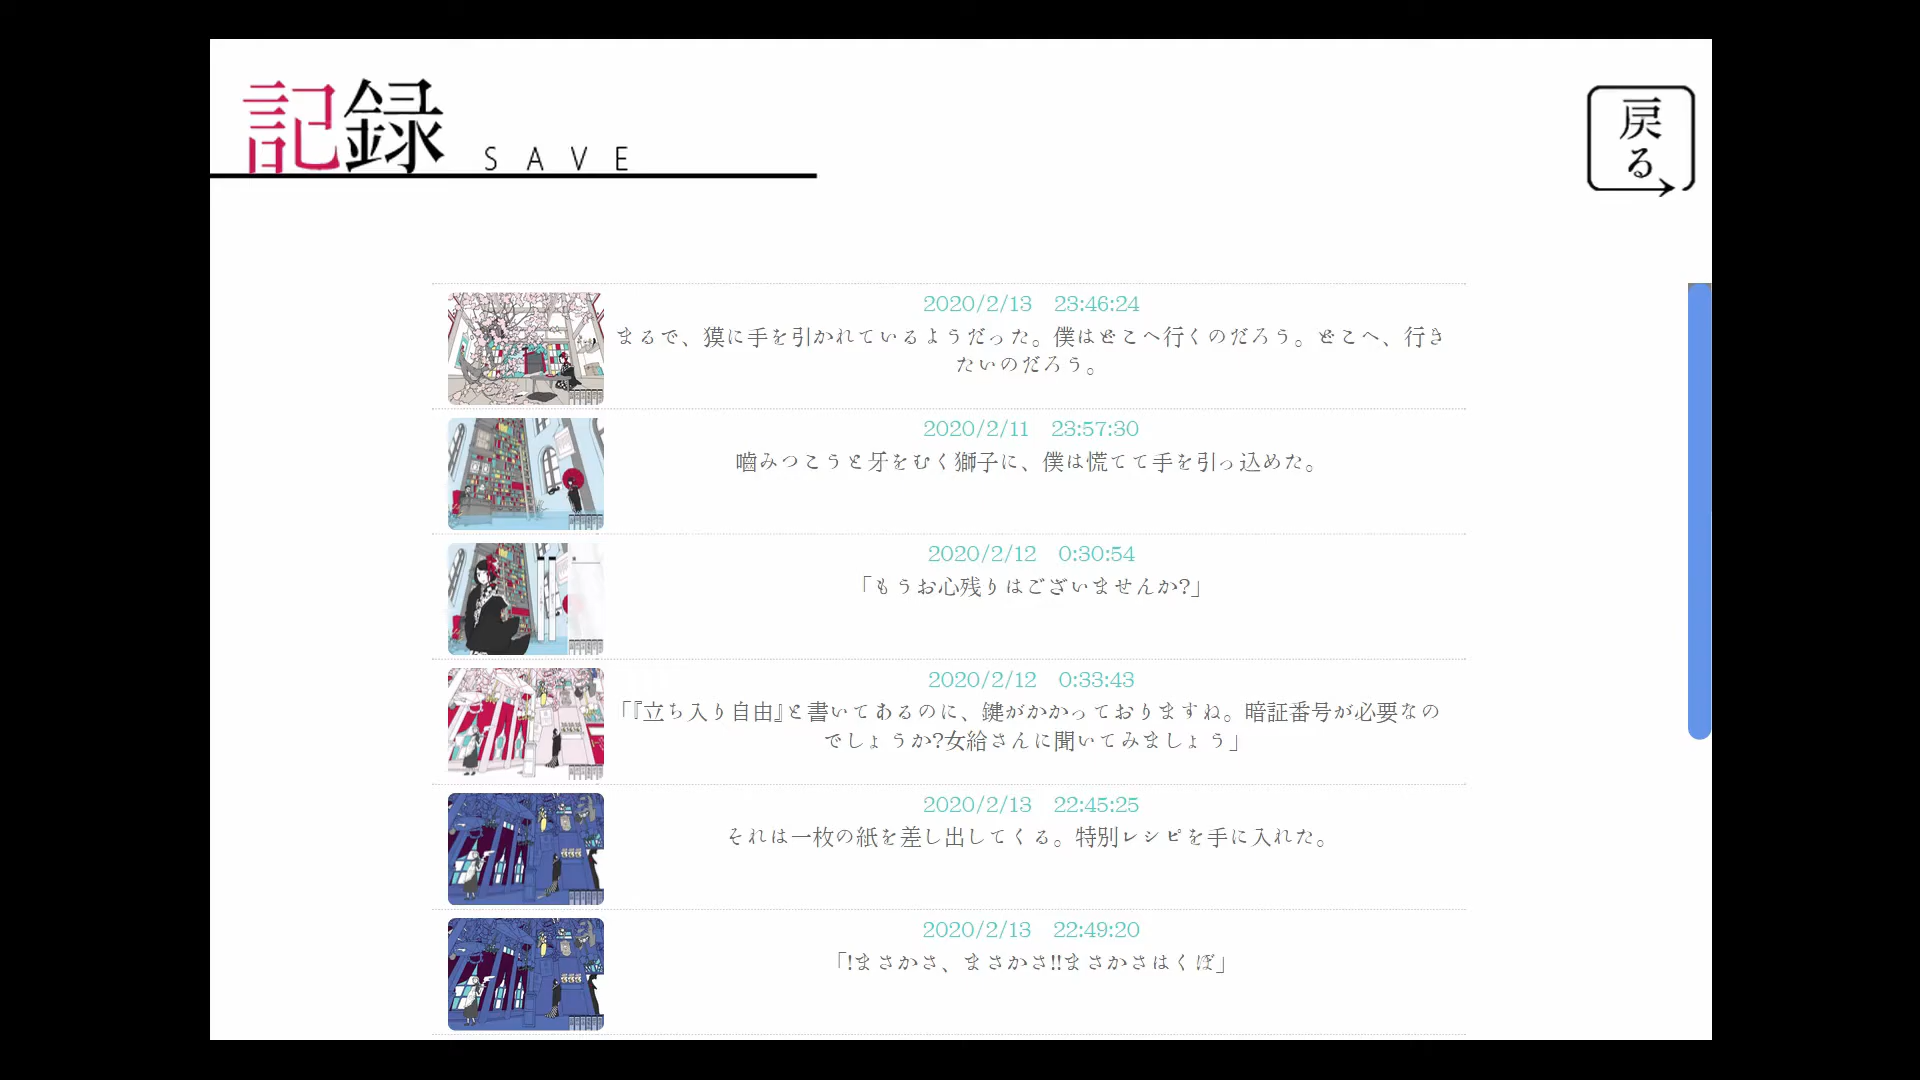 記録 SAVE
戻る
2020/2/13 23:46:24
まるで、獏に手を引かれているようだった。僕はどこへ行くのだろう。どこへ、行き
たいのだろう。
2020/2/11 23:57:30
嚙みつこうと牙をむく獅子に、僕は慌てて手を引っ込めた。
2020/2/12 0:30:54
「もうお心残りはございませんか?」
2020/2/12 0:33:43
「『立ち入り自由』と書いてあるのに、鍵がかかっておりますね。暗証番号が必要なの
でしょうか?女給さんに聞いてみましょう」
2020/2/13 22:45:25
それは一枚の紙を差し出してくる。特別レシピを手に入れた。
2020/2/13 22:49:20
「!まさかさ、まさかさ!!まさかさはくぼ」